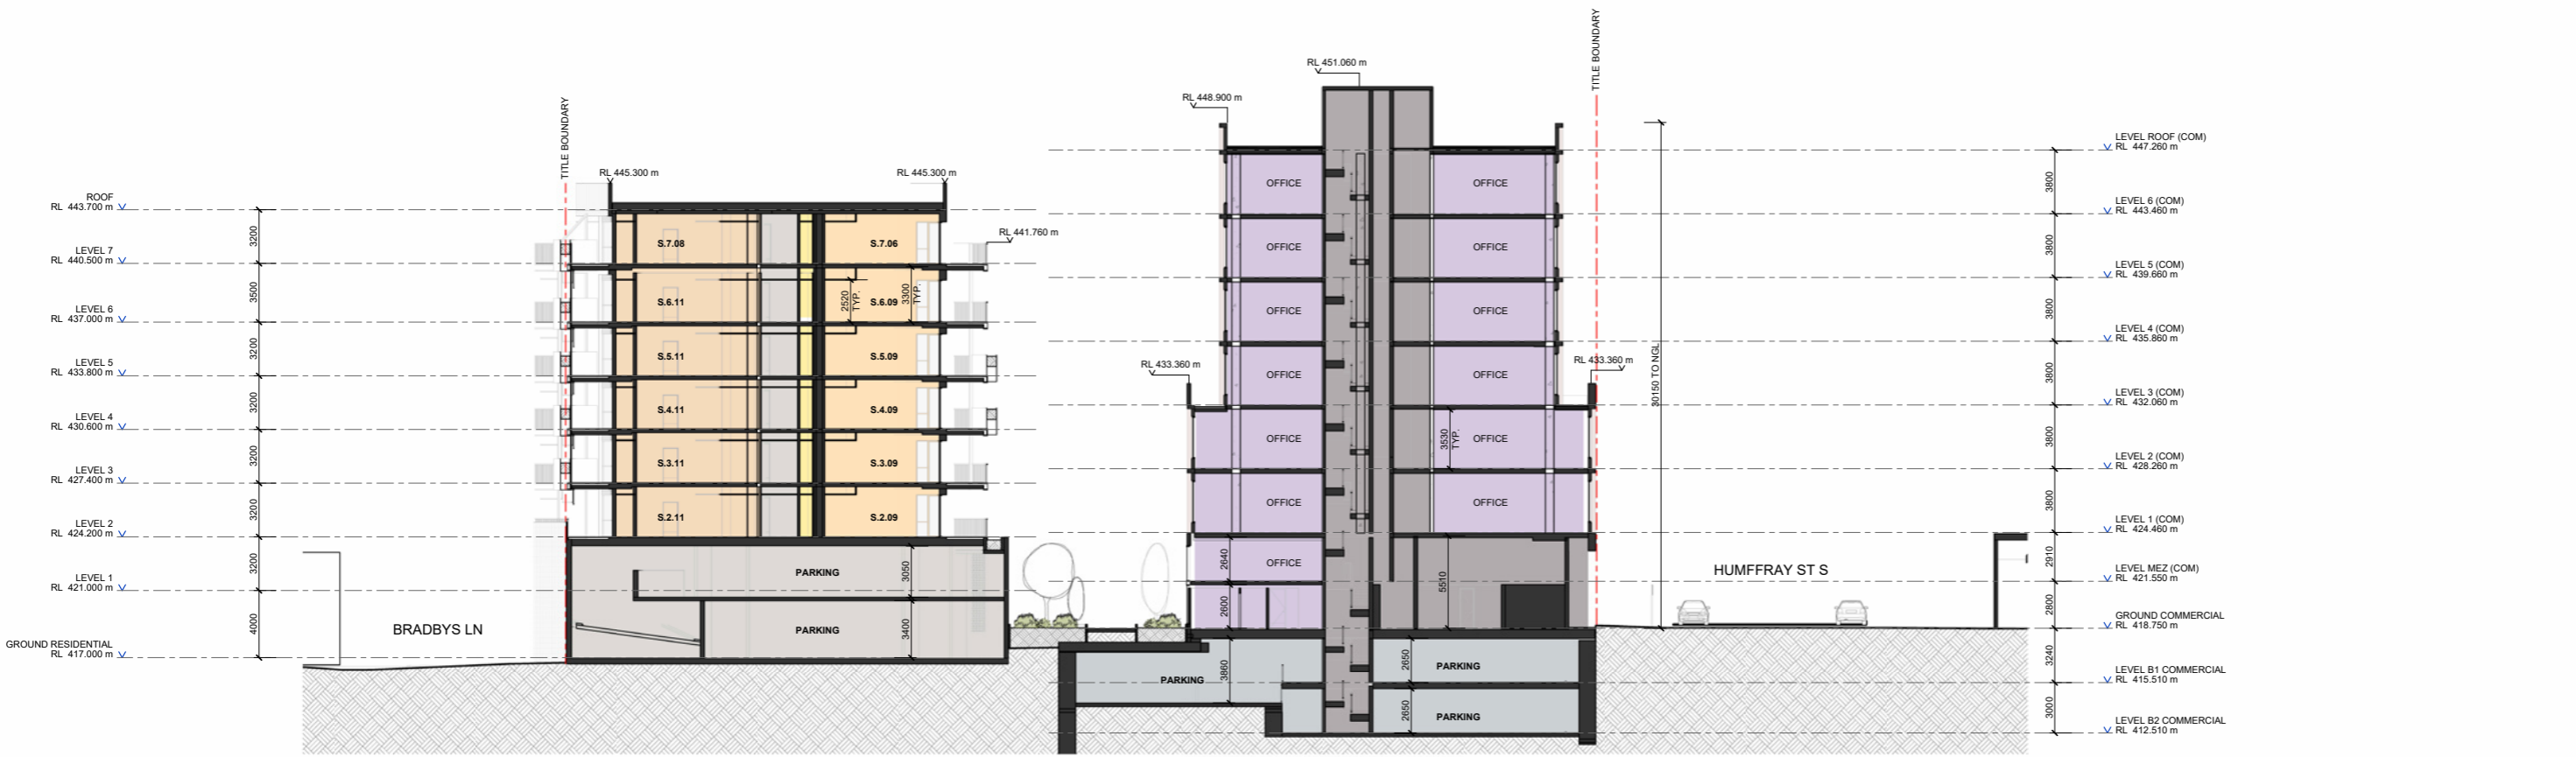 TITLE BOUNDARY
TITLE BOUNDARY
RL 451.060 m
RL 448.900 m
RL 445.300 m
RL 445.300 m
RL 441.760 m
RL 433.360 m
RL 433.360 m
ROOF
RL 443.700 m
3200
LEVEL 7
RL 440.500 m
3500
LEVEL 6
RL 437.000 m
3200
LEVEL 5
RL 433.800 m
3200
LEVEL 4
RL 430.600 m
3200
LEVEL 3
RL 427.400 m
3200
LEVEL 2
RL 424.200 m
3200
LEVEL 1
RL 421.000 m
4000
GROUND RESIDENTIAL
RL 417.000 m
BRADBYS LN
S.7.08
S.7.06
S.6.11
2520
TYP.
S.6.09
3300
TYP.
S.5.11
S.5.09
S.4.11
S.4.09
S.3.11
S.3.09
S.2.11
S.2.09
PARKING
3050
PARKING
3400
OFFICE
OFFICE
OFFICE
OFFICE
OFFICE
OFFICE
OFFICE
OFFICE
OFFICE
3530
TYP.
OFFICE
OFFICE
OFFICE
2640
OFFICE
2600
5510
PARKING
3860
2650
PARKING
2650
PARKING
30150 TO NGL
HUMFFRAY ST S
LEVEL ROOF (COM)
RL 447.260 m
3800
LEVEL 6 (COM)
RL 443.460 m
3800
LEVEL 5 (COM)
RL 439.660 m
3800
LEVEL 4 (COM)
RL 435.860 m
3800
LEVEL 3 (COM)
RL 432.060 m
3800
LEVEL 2 (COM)
RL 428.260 m
3800
LEVEL 1 (COM)
RL 424.460 m
2910
LEVEL MEZ (COM)
RL 421.550 m
2800
GROUND COMMERCIAL
RL 418.750 m
3240
LEVEL B1 COMMERCIAL
RL 415.510 m
3000
LEVEL B2 COMMERCIAL
RL 412.510 m